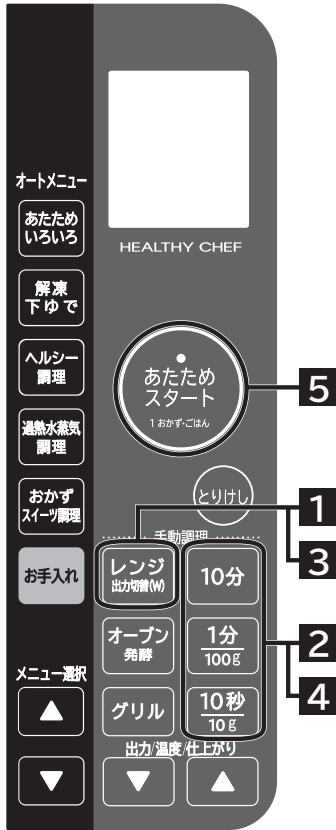 オートメニュー
あたため
いろいろ
解凍
下ゆで
ヘルシー
調理
過熱水蒸気
調理
おかず
スイーツ調理
お手入れ
メニュー選択
▲
▼
HEALTHY CHEF
あたため
スタート
1 おかず・ごはん
5
とりけし
1
3
手動調理
レンジ
出力切替(W)
10分
オーブン
発酵
1分
100g
2
4
グリル
10秒
10g
出力/温度/仕上がり
▼
▲